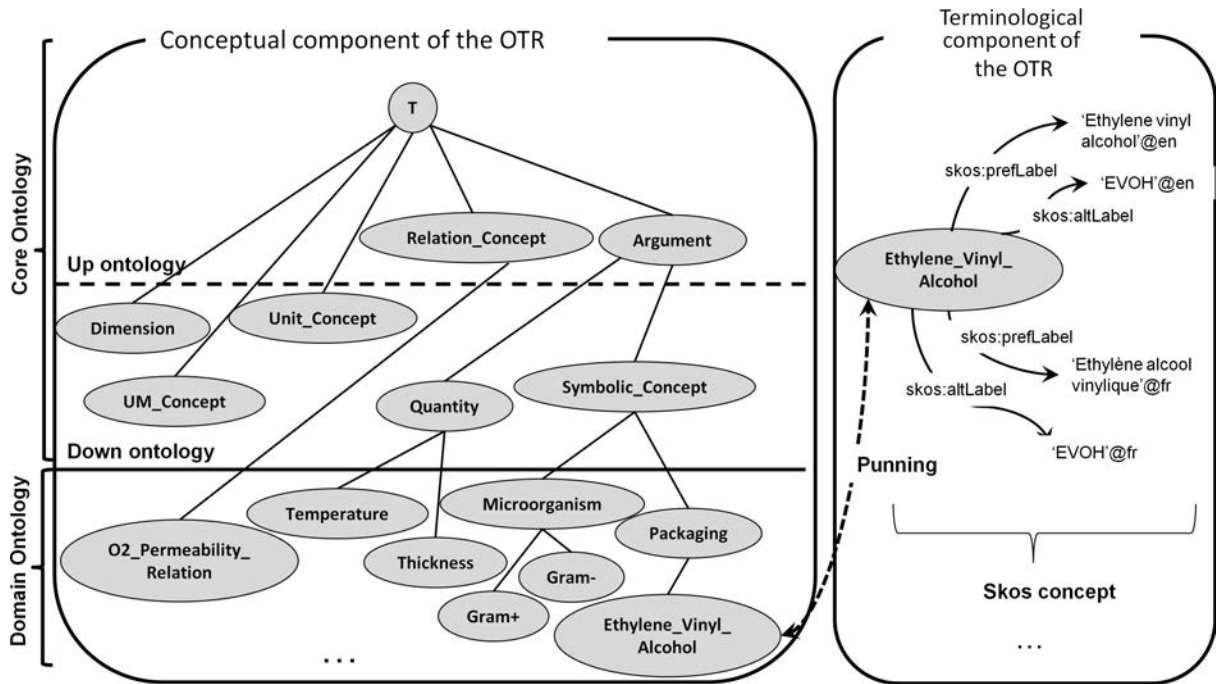 Conceptual component of the OTR
Terminological
component of
the OTR
Core Ontology
Domain Ontology
T
Relation_Concept
Argument
Up ontology
Dimension
Unit_Concept
UM_Concept
Quantity
Symbolic_Concept
Down ontology
Temperature
Microorganism
O2_Permeability_
Relation
Thickness
Packaging
Gram-
Gram+
Ethylene_Vinyl_
Alcohol
...
‘Ethylene vinyl
alcohol’@en
skos:prefLabel
‘EVOH’@en
skos:altLabel
Ethylene_Vinyl_
Alcohol
skos:prefLabel
‘Ethylène alcool
vinylique’@fr
skos:altLabel
‘EVOH’@fr
Punning
Skos concept
...